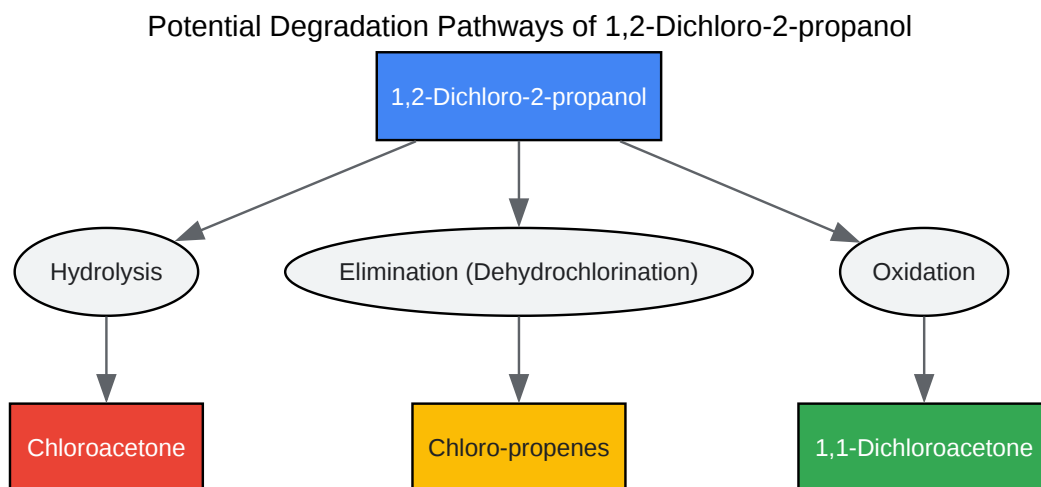 Potential Degradation Pathways of 1,2-Dichloro-2-propanol
1,2-Dichloro-2-propanol
Hydrolysis
Elimination (Dehydrochlorination)
Oxidation
Chloroacetone
Chloro-propenes
1,1-Dichloroacetone